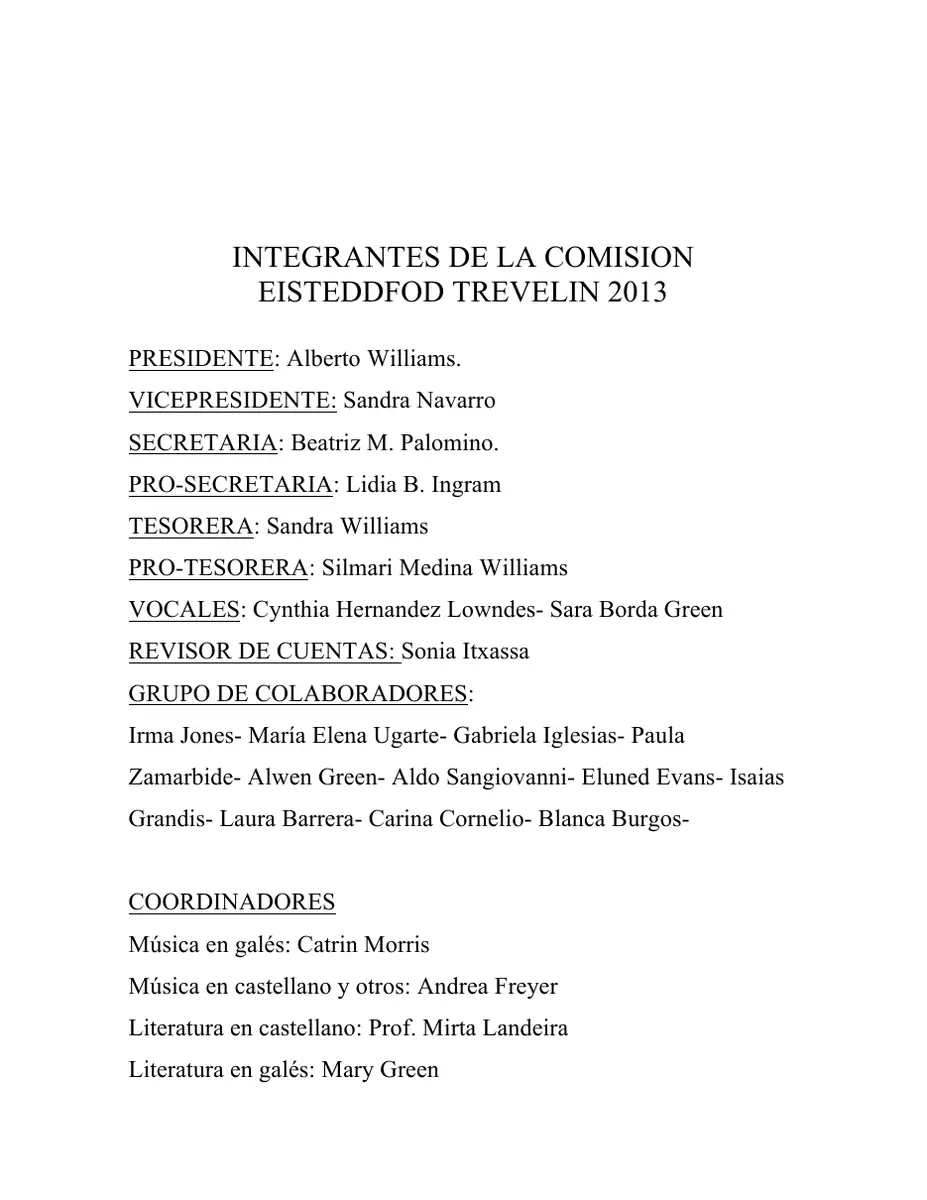 INTEGRANTES DE LA COMISION
EISTEDDFOD TREVELIN 2013
PRESIDENTE: Alberto Williams.
VICEPRESIDENTE: Sandra Navarro
SECRETARIA: Beatriz M. Palomino.
PRO-SECRETARIA: Lidia B. Ingram
TESORERA: Sandra Williams
PRO-TESORERA: Silmari Medina Williams
VOCALES: Cynthia Hernandez Lowndes- Sara Borda Green
REVISOR DE CUENTAS: Sonia Itxassa
GRUPO DE COLABORADORES:
Irma Jones- María Elena Ugarte- Gabriela Iglesias- Paula
Zamarbide- Alwen Green- Aldo Sangiovanni- Eluned Evans- Isaias
Grandis- Laura Barrera- Carina Cornelio- Blanca Burgos-
COORDINADORES
Música en galés: Catrin Morris
Música en castellano y otros: Andrea Freyer
Literatura en castellano: Prof. Mirta Landeira
Literatura en galés: Mary Green